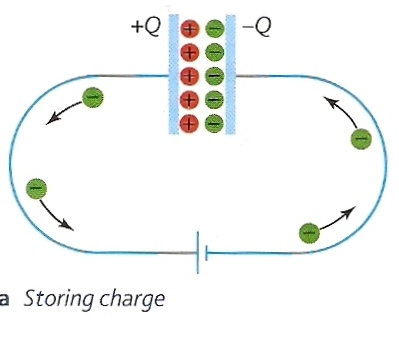 +Q –Q
a Storing charge